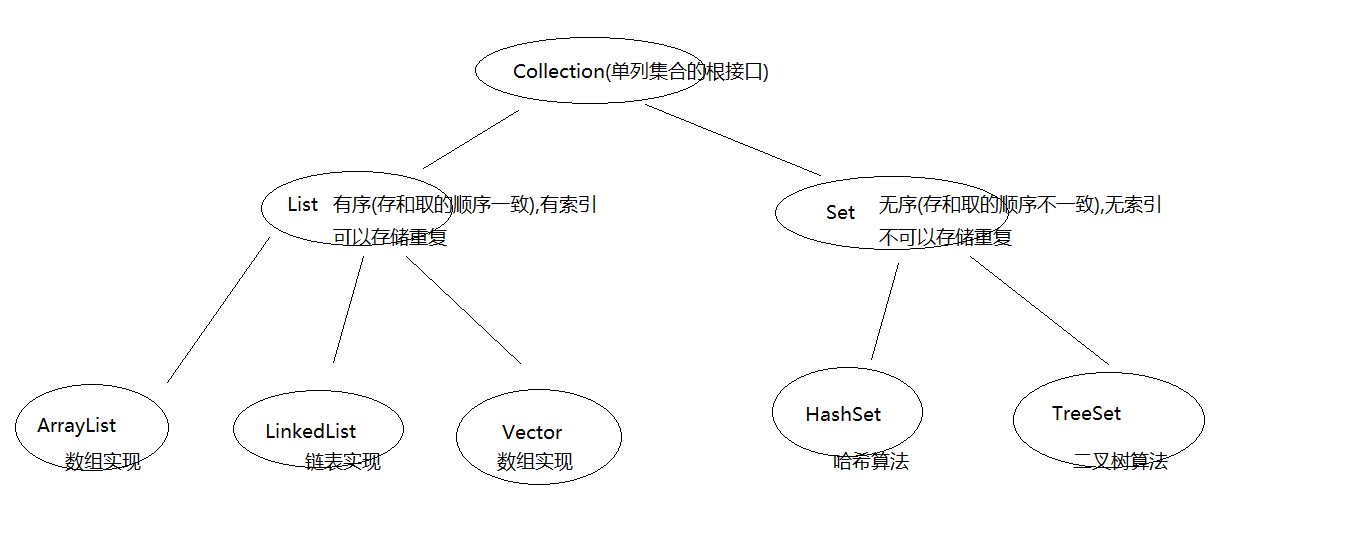 Collection(单列集合的根接口)
List 有序(存和取的顺序一致),有索引
可以存储重复
Set 无序(存和取的顺序不一致),无索引
不可以存储重复
ArrayList
数组实现
LinkedList
链表实现
Vector
数组实现
HashSet
哈希算法
TreeSet
二叉树算法